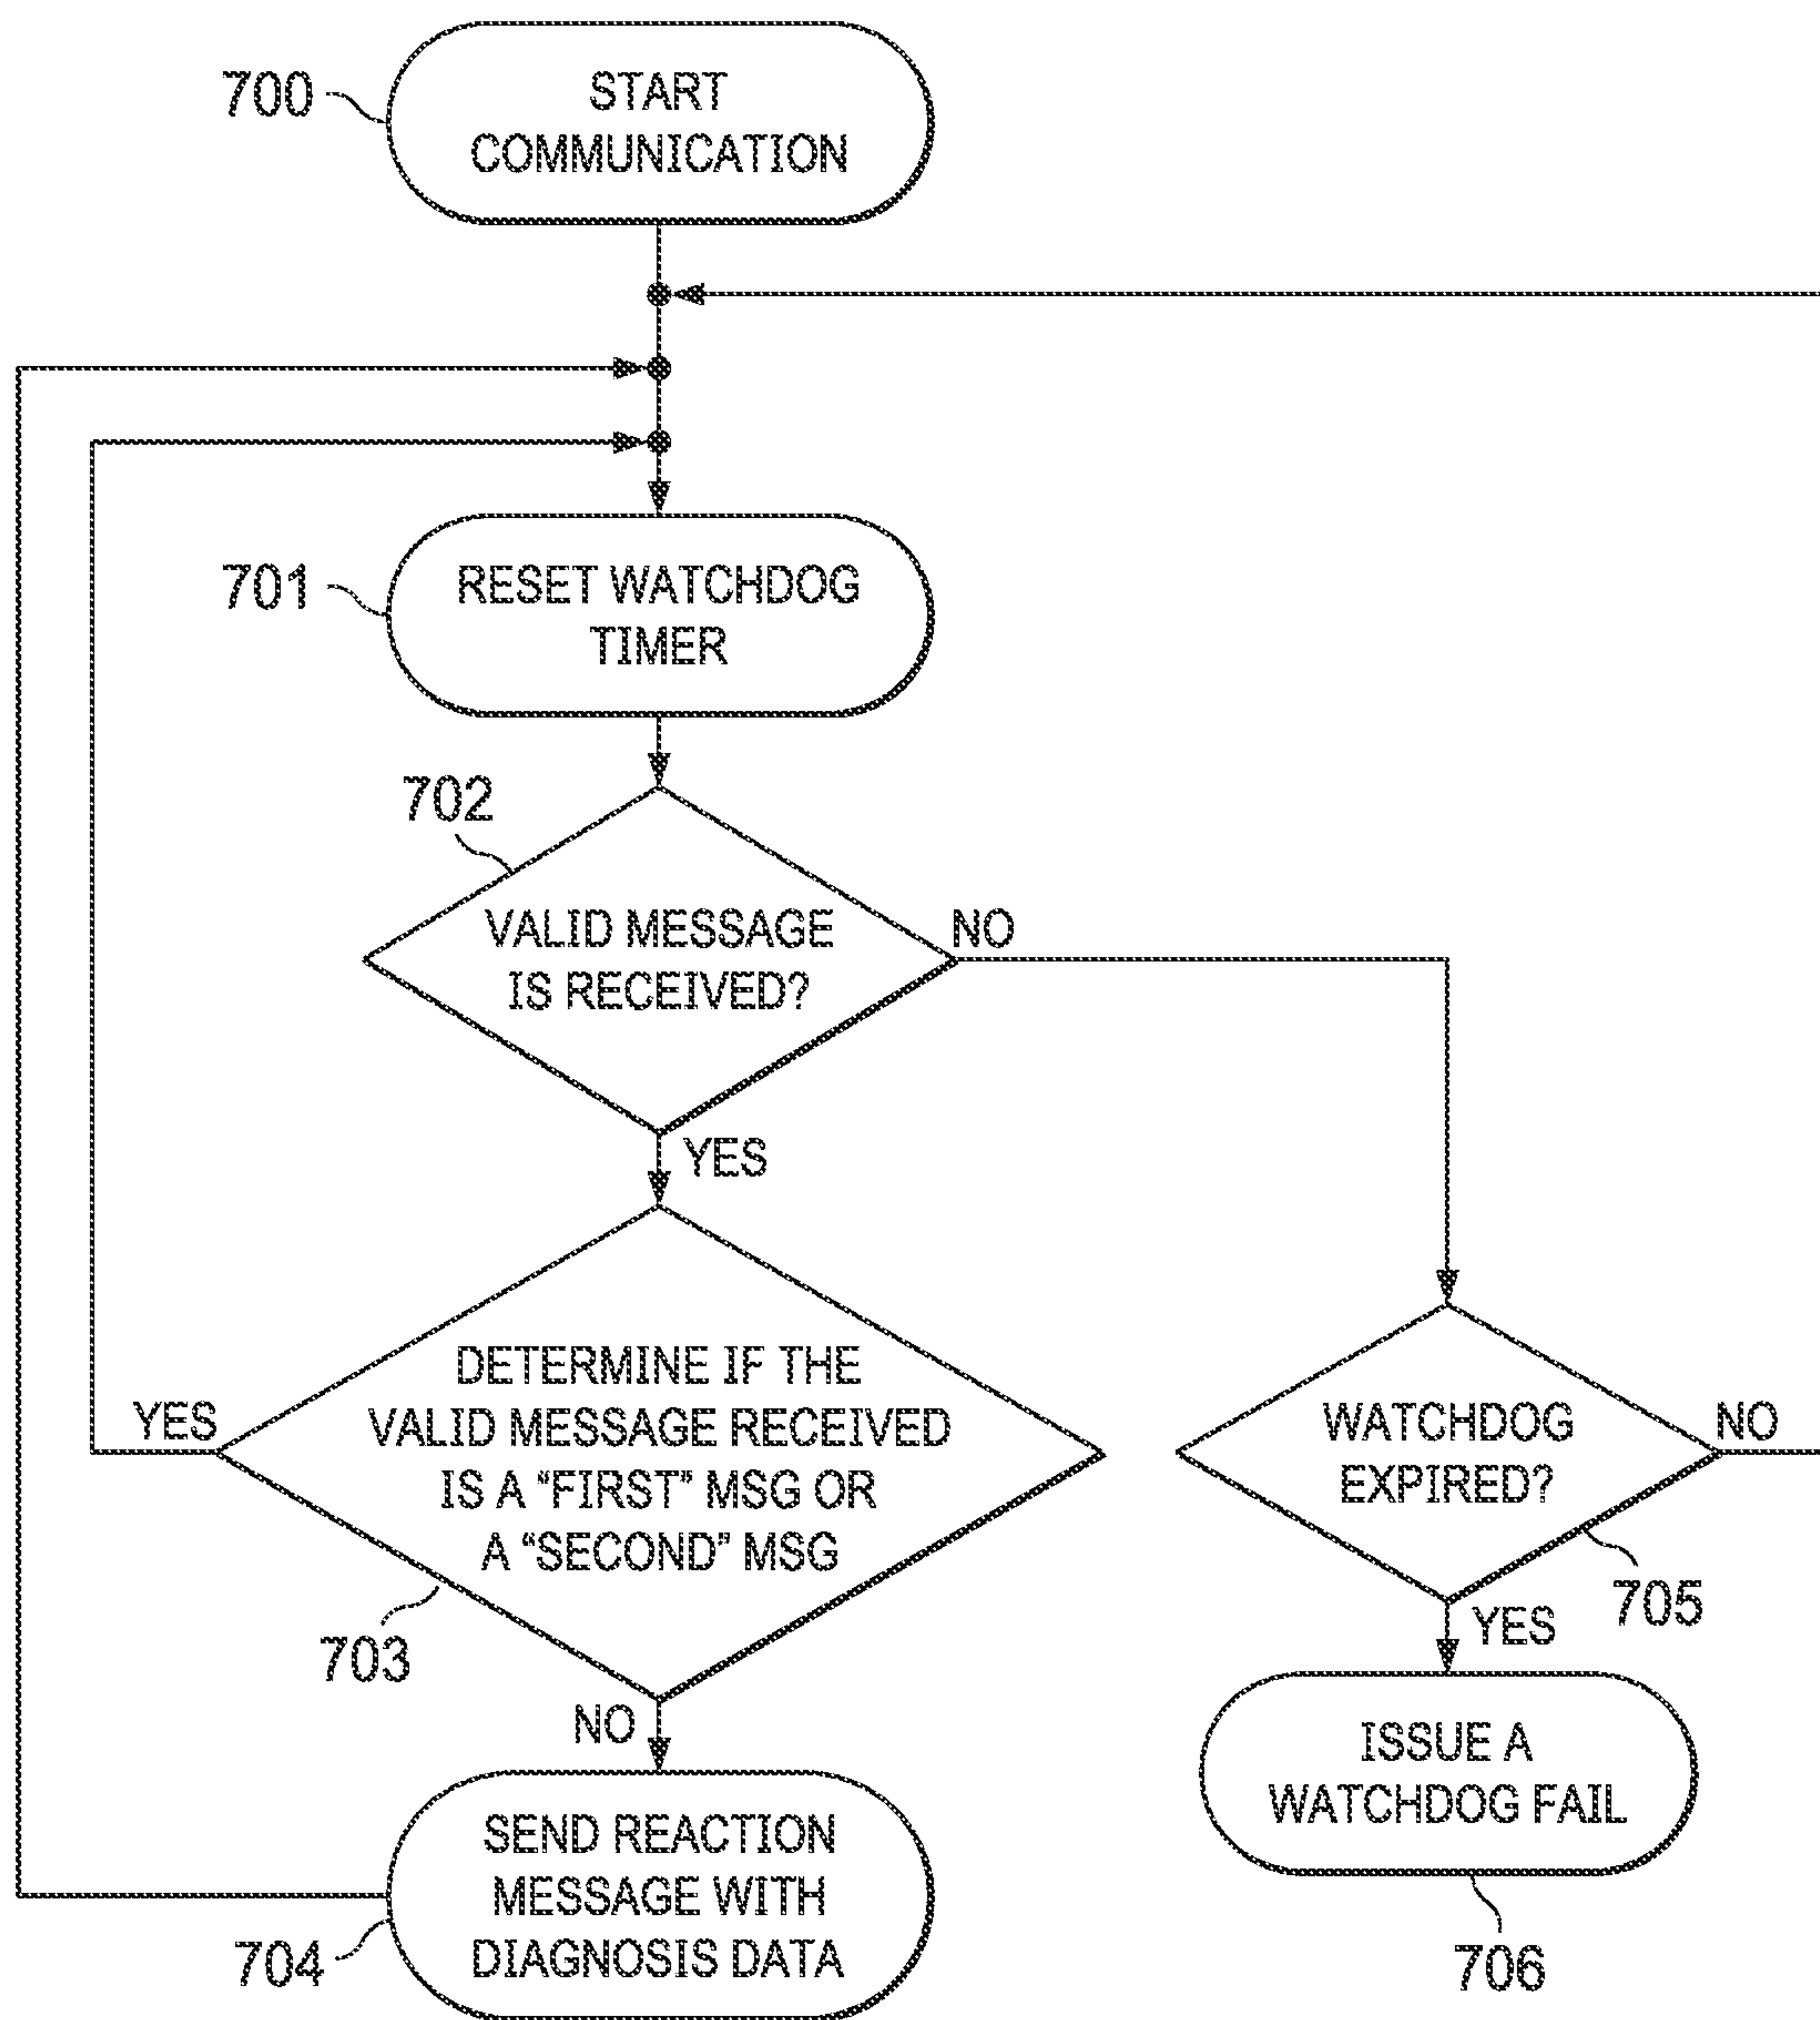 700
START
COMMUNICATION
701
RESET WATCHDOG
TIMER
702
VALID MESSAGE
IS RECEIVED?
NO
YES
DETERMINE IF THE
VALID MESSAGE RECEIVED
IS A “FIRST” MSG OR
A “SECOND” MSG
YES
703
NO
WATCHDOG
EXPIRED?
NO
705
YES
SEND REACTION
MESSAGE WITH
DIAGNOSIS DATA
704
ISSUE A
WATCHDOG FAIL
706